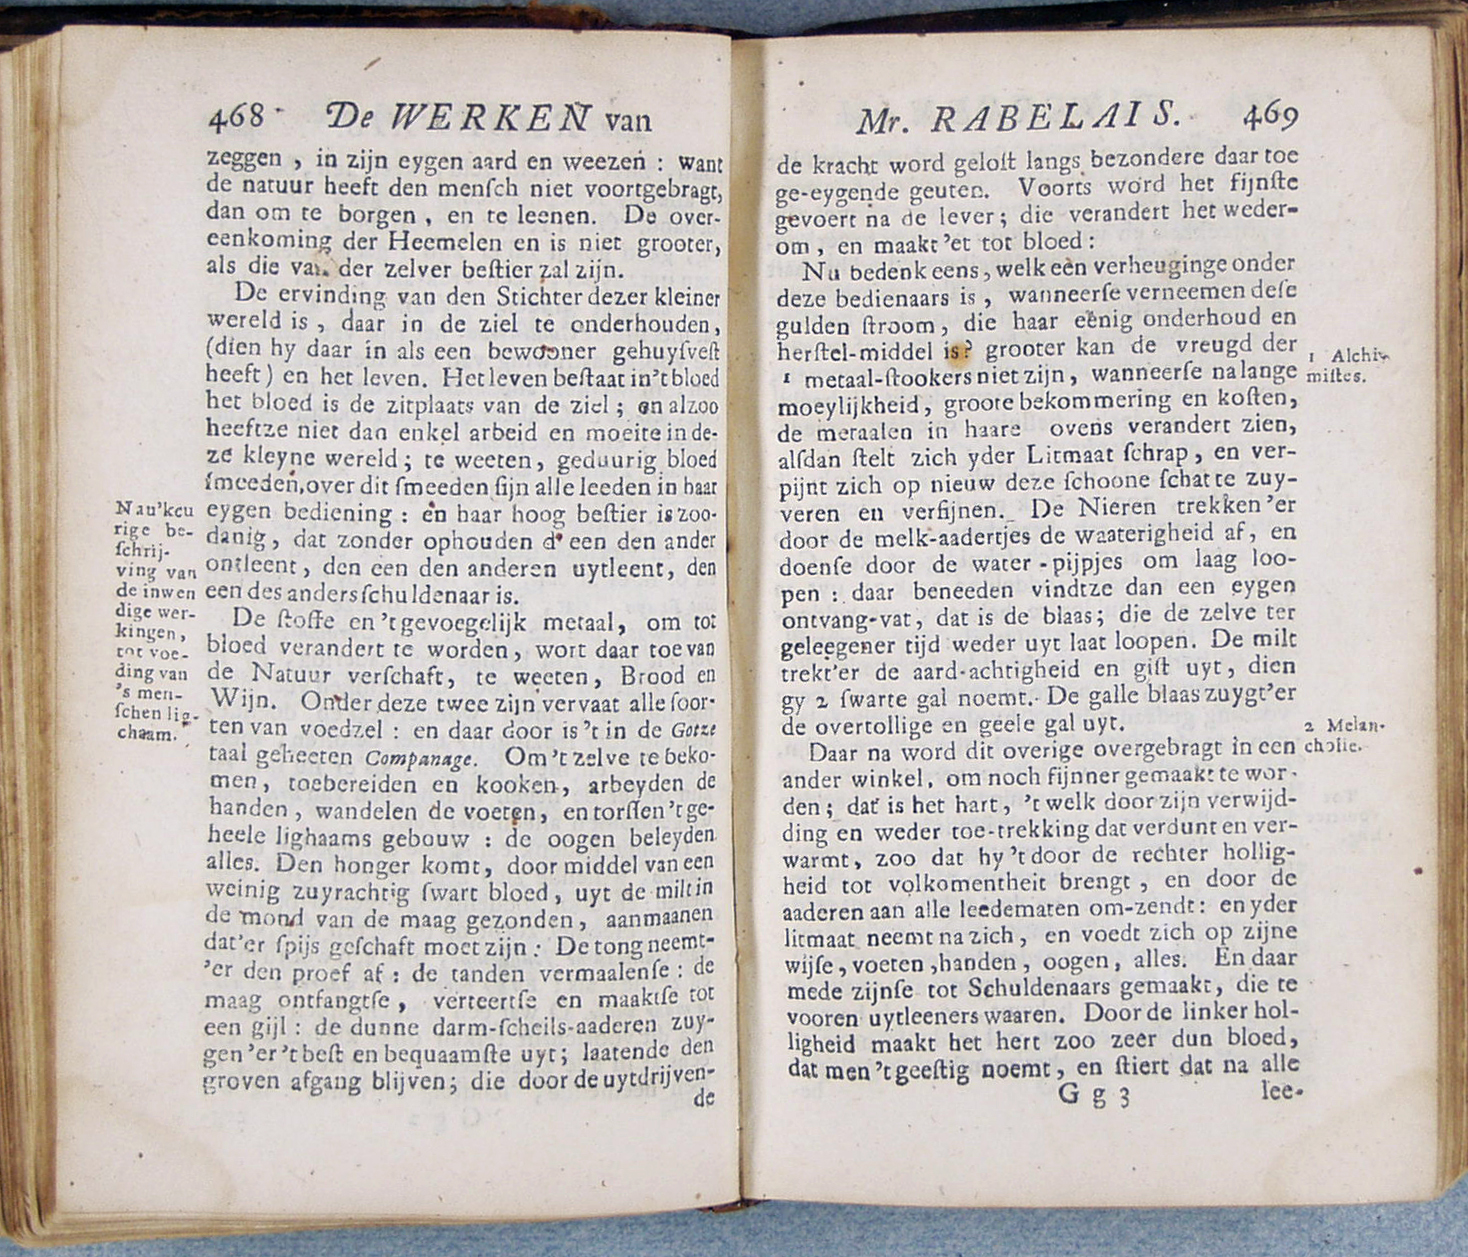 468 De WERKEN van
zeggen , in zijn eygen aard en weezen : want
de natuur heeft den menſch niet voortgebragt,
dan om te borgen , en te leenen. De over-
eenkoming der Heemelen en is niet grooter,
als die van der zelver beſtier zal zijn.
De ervinding van den Stichter dezer kleiner
wereld is , daar in de ziel te onderhouden,
(dien hy daar in als een bewooner gehuyſveſt
heeft) en het leven. Het leven beſtaat in't bloed
het bloed is de zitplaats van de ziel ; en alzoo
heeftze niet dan enkel arbeid en moeite in de-
ze kleyne wereld ; te weeten, geduurig bloed
ſmeeden, over dit ſmeeden ſijn alle leeden in haar
eygen bediening : en haar hoog beſtier is zoo-
danig, dat zonder ophouden d'een den ander
ontleent, den een den anderen uytleent, den
een des anders ſchuldenaar is.
Nau'keu
rige be-
ſchrij-
ving van
de inwen
dige wer-
kingen,
tot voe-
ding van
's men-
ſchen lig-
chaam.
De ſtoffe en 't gevoegelijk metaal, om tot
bloed verandert te worden, wort daar toe van
de Natuur verſchaft, te weeten, Brood en
Wijn. Onder deze twee zijn vervaat alle ſoor-
ten van voedzel : en daar door is 't in de Gotze
taal geheeten Companage. Om 't zelve te beko-
men, toebereiden en kooken, arbeyden de
handen, wandelen de voeten, en torſſen 't ge-
heele lighaams gebouw : de oogen beleyden
alles. Den honger komt, door middel van een
weinig zuyrachtig ſwart bloed, uyt de milt in
de mond van de maag gezonden, aanmaanen
dat'er ſpijs geſchaft moet zijn : De tong neemt-
'er den proef af : de tanden vermaalenſe : de
maag ontfangtſe, verteertſe en maaktſe tot
een gijl : de dunne darm-ſcheils-aaderen zuy-
gen 'er 't beſt en bequaamſte uyt; laatende den
groven afgang blijven; die door de uytdrijven-
de
Mr. RABELAIS. 469
de kracht word geloſt langs bezondere daar toe
ge-eygende geuten. Voorts word het fijnſte
gevoert na de lever; die verandert het weder-
om, en maakt 'et tot bloed :
Nu bedenk eens, welk een verheuginge onder
deze bedienaars is, wanneerſe verneemen deſe
gulden ſtroom, die haar eenig onderhoud en
herſtel-middel is? grooter kan de vreugd der
1 metaal-ſtookers niet zijn, wanneerſe na lange
moeylijkheid, groote bekommering en koſten,
de metaalen in haare ovens verandert zien,
alſdan ſtelt zich yder Litmaat ſchrap, en ver-
pijnt zich op nieuw deze ſchoone ſchatte zuy-
veren en verfijnen. De Nieren trekken 'er
door de melk-aadertjes de waaterigheid af, en
doenſe door de water-pijpjes om laag loo-
pen : daar beneeden vindtze dan een eygen
ontvang-vat, dat is de blaas; die de zelve ter
geleegener tijd weder uyt laat loopen. De milt
trekt'er de aard-achtigheid en giſt uyt, dien
gy 2 ſwarte gal noemt. De galle blaas zuygt'er
de overtollige en geele gal uyt.
1 Alchi-
miſtes.
2 Melan-
cholie.
Daar na word dit overige overgebragt in een
ander winkel, om noch fijnner gemaakt te wor-
den; dat is het hart, 't welk door zijn verwijd-
ding en weder toe-trekking dat verdunt en ver-
warmt, zoo dat hy 't door de rechter hollig-
heid tot volkomentheit brengt, en door de
aaderen aan alle leedematen om-zendt : en yder
litmaat neemt na zich, en voedt zich op zijne
wijſe, voeten, handen, oogen, alles. En daar
mede zijnſe tot Schuldenaars gemaakt, die te
vooren uytleeners waaren. Door de linker hol-
ligheid maakt het hert zoo zeer dun bloed,
dat men 't geeſtig noemt, en ſtiert dat na alle
G g 3 lee-